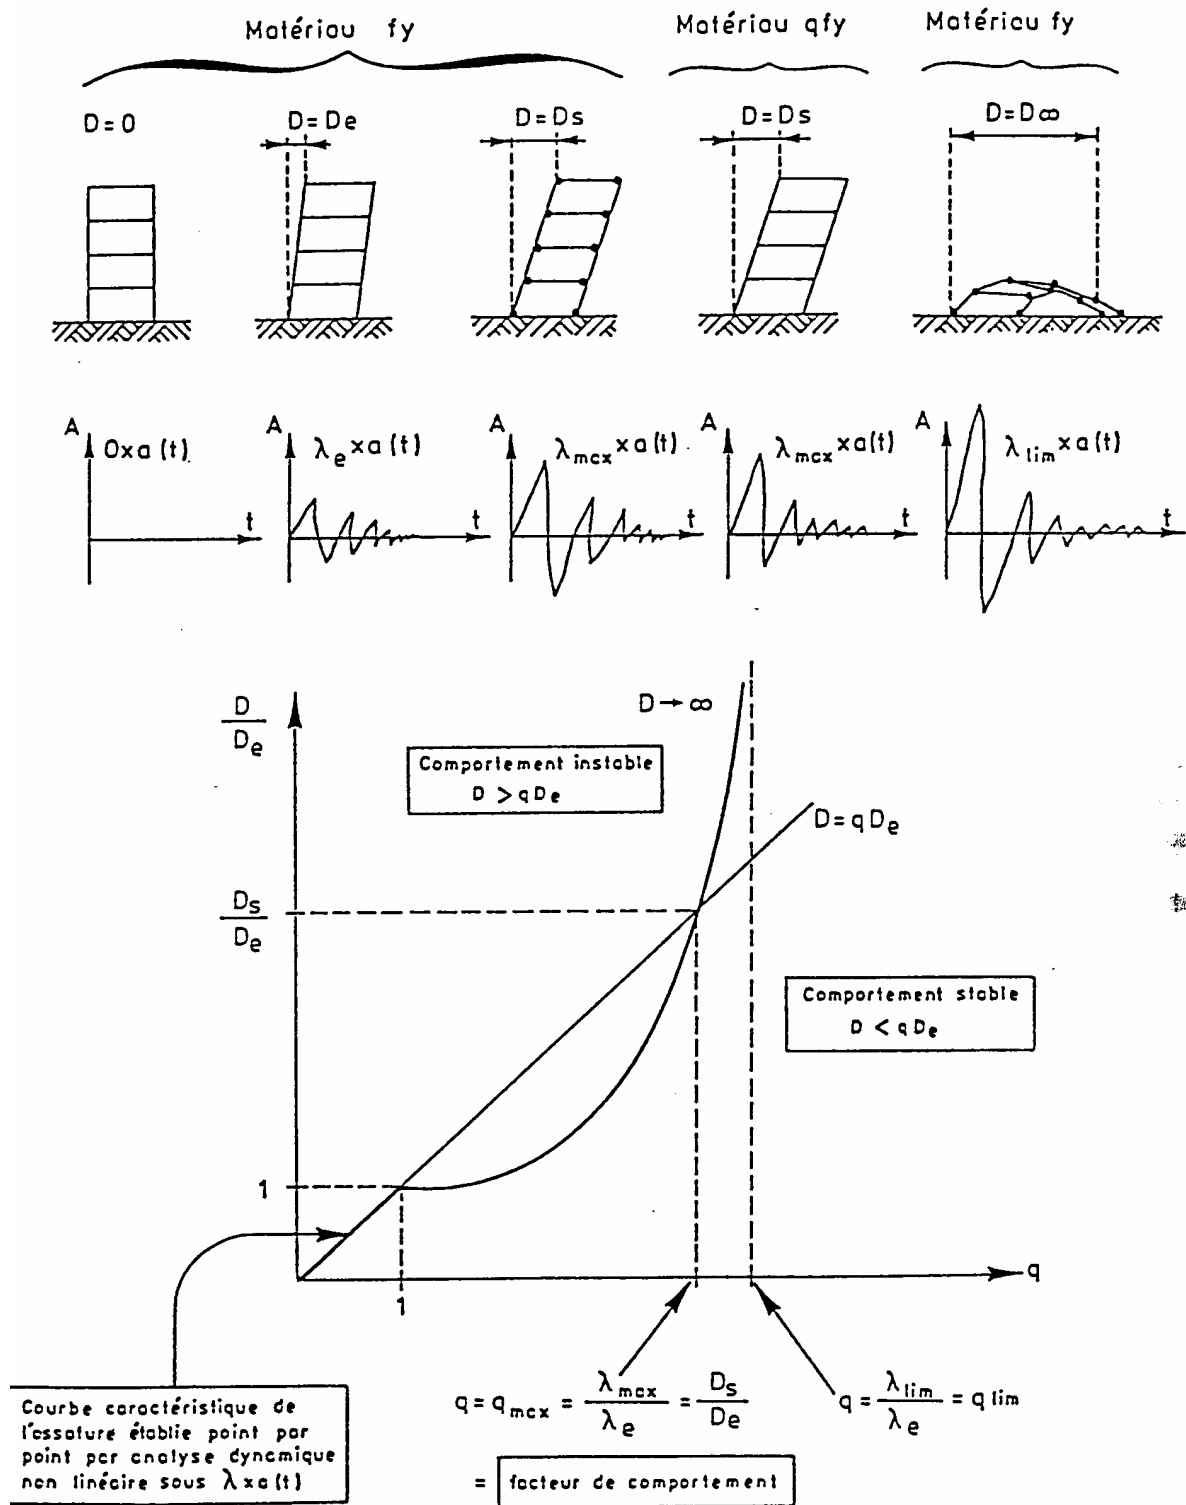 Matériau fy
Matériau qfy
Matériau fy
D=0
D=De
D=Ds
D=Ds
D=D∞
A
0xa(t)
t
A
λe xa(t)
t
A
λmax xa(t)
t
A
λmax xa(t)
t
A
λlim xa(t)
t
D/De
D→∞
Comportement instable
D > qDe
D=qDe
Ds/De
Comportement stable
D < qDe
1
1
q
q = qmax = λmax/λe = Ds/De
q = λlim/λe = qlim
= facteur de comportement
Courbe caractéristique de
l'ossature établie point par
point par analyse dynamique
non linéaire sous λxa(t)